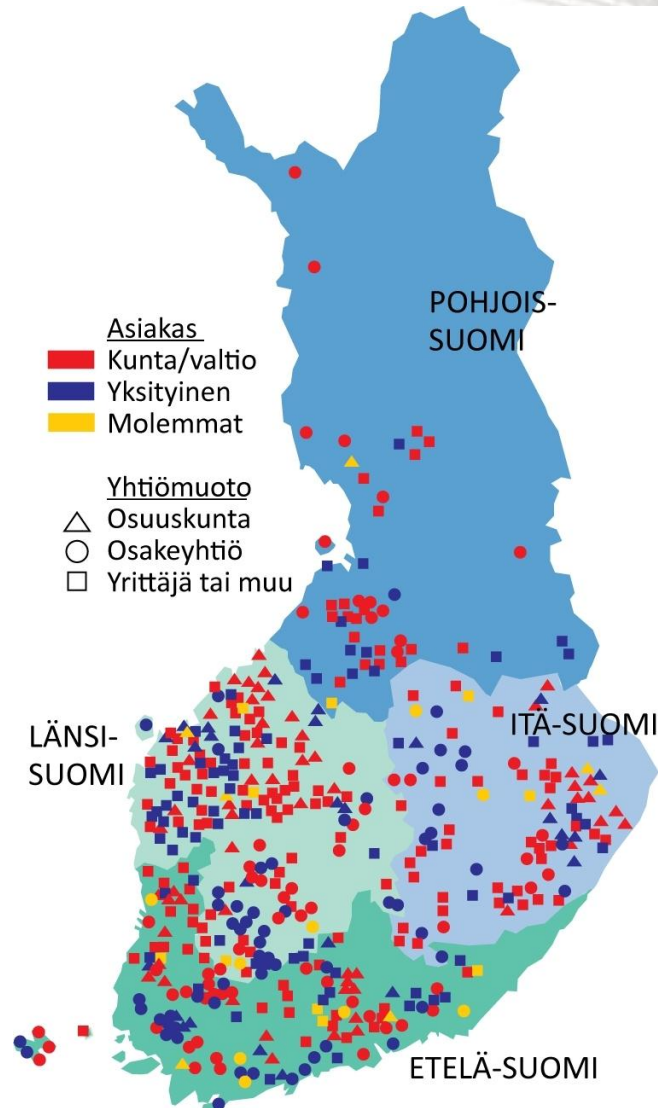 POHJOIS-
SUOMI
Asiakas
Kunta/valtio
Yksityinen
Molemmat
Yhtiömuoto
Osuuskunta
Osakeyhtiö
Yrittäjä tai muu
LÄNSI-
SUOMI
ITÄ-SUOMI
ETELÄ-SUOMI